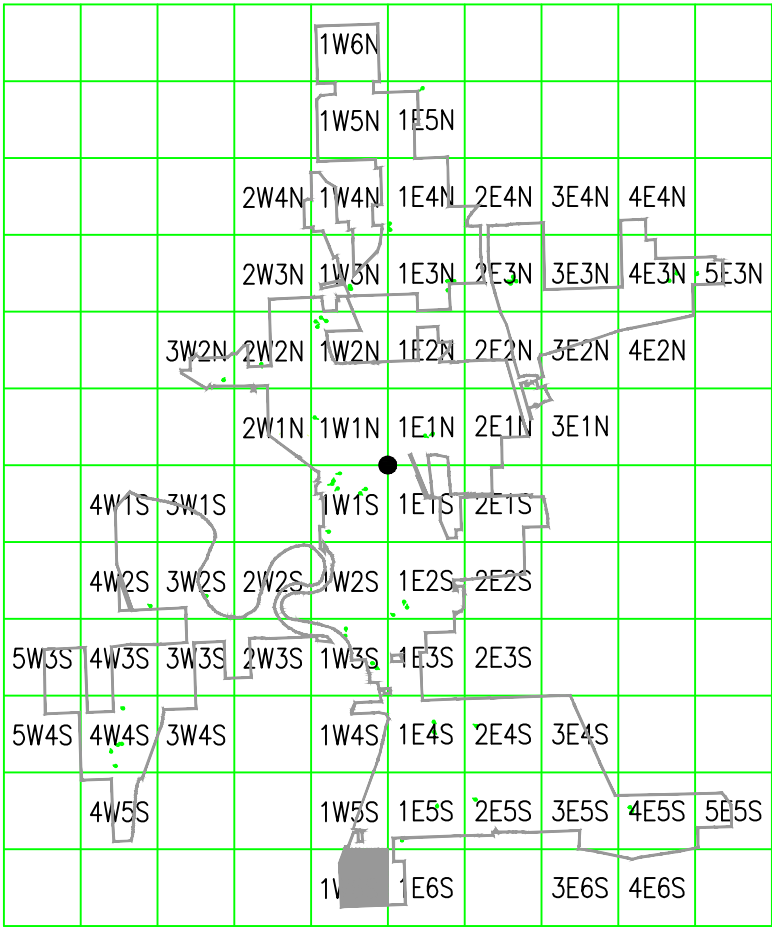 1W6N
1W5N 1E5N
2W4N 1W4N 1E4N 2E4N 3E4N 4E4N
2W3N 1W3N 1E3N 2E3N 3E3N 4E3N 5E3N
3W2N 2W2N 1W2N 1E2N 2E2N 3E2N 4E2N
2W1N 1W1N 1E1N 2E1N 3E1N
4W1S 3W1S 1W1S 1E1S 2E1S
4W2S 3W2S 2W2S 1W2S 1E2S 2E2S
5W3S 4W3S 3W3S 2W3S 1W3S 1E3S 2E3S
5W4S 4W4S 3W4S 1W4S 1E4S 2E4S 3E4S
4W5S 1W5S 1E5S 2E5S 3E5S 4E5S 5E5S
1E6S 3E6S 4E6S